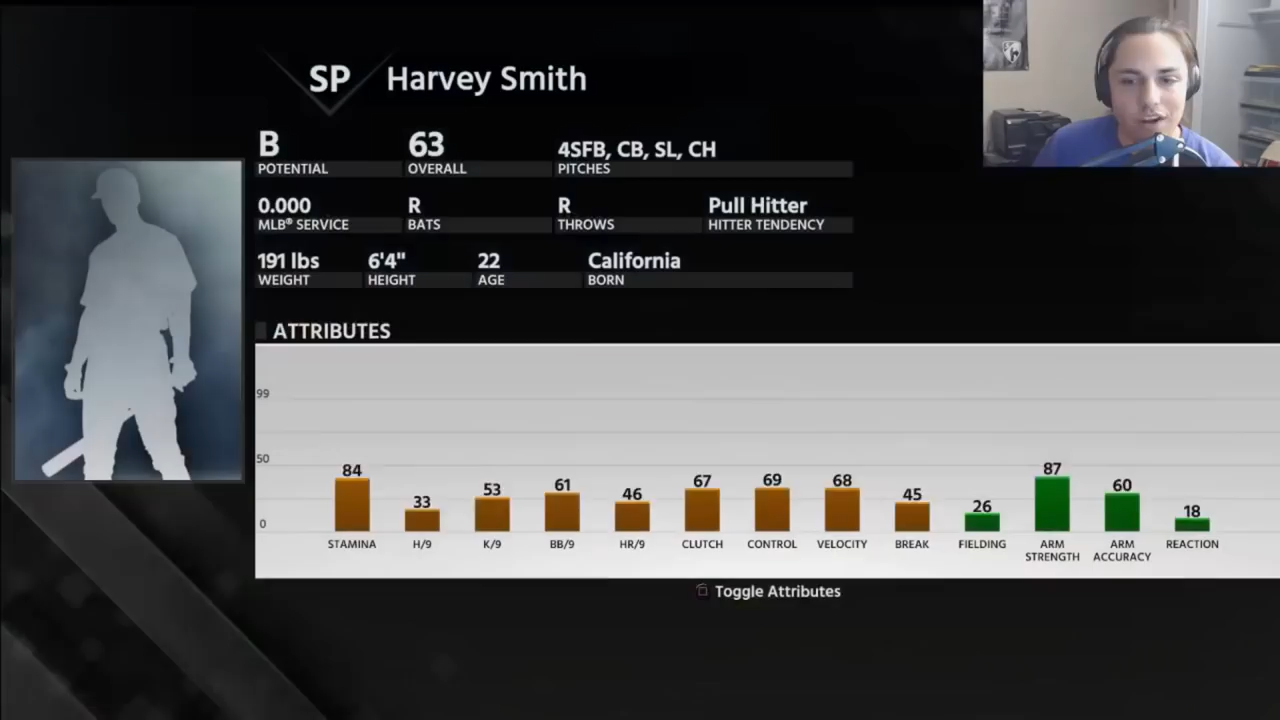 SP Harvey Smith
B 63 4SFB, CB, SL, CH
POTENTIAL OVERALL PITCHES
0.000 R R Pull Hitter
MLB® SERVICE BATS THROWS HITTER TENDENCY
191 lbs 6'4" 22 California
WEIGHT HEIGHT AGE BORN
ATTRIBUTES
99
50
0
84 33 53 61 46 67 69 68 45 26 87 60 18
STAMINA H/9 K/9 BB/9 HR/9 CLUTCH CONTROL VELOCITY BREAK FIELDING ARM STRENGTH ARM ACCURACY REACTION
Toggle Attributes